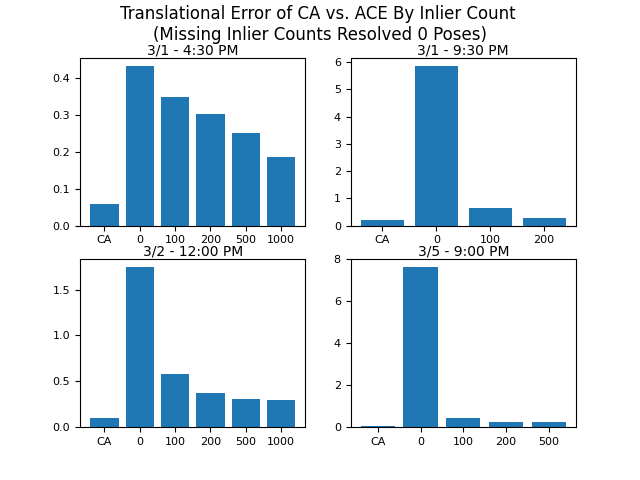 Translational Error of CA vs. ACE By Inlier Count
(Missing Inlier Counts Resolved 0 Poses)
3/1 - 4:30 PM
0.4
0.3
0.2
0.1
0.0
CA 0 100 200 500 1000
3/1 - 9:30 PM
6
5
4
3
2
1
0
CA 0 100 200
3/2 - 12:00 PM
1.5
1.0
0.5
0.0
CA 0 100 200 500 1000
3/5 - 9:00 PM
8
6
4
2
0
CA 0 100 200 500